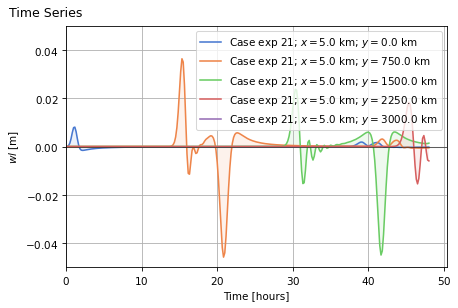 Time Series
Case exp 21; x = 5.0 km; y = 0.0 km
Case exp 21; x = 5.0 km; y = 750.0 km
Case exp 21; x = 5.0 km; y = 1500.0 km
Case exp 21; x = 5.0 km; y = 2250.0 km
Case exp 21; x = 5.0 km; y = 3000.0 km
wl [m]
0.04
0.02
0.00
−0.02
−0.04
0 10 20 30 40 50
Time [hours]